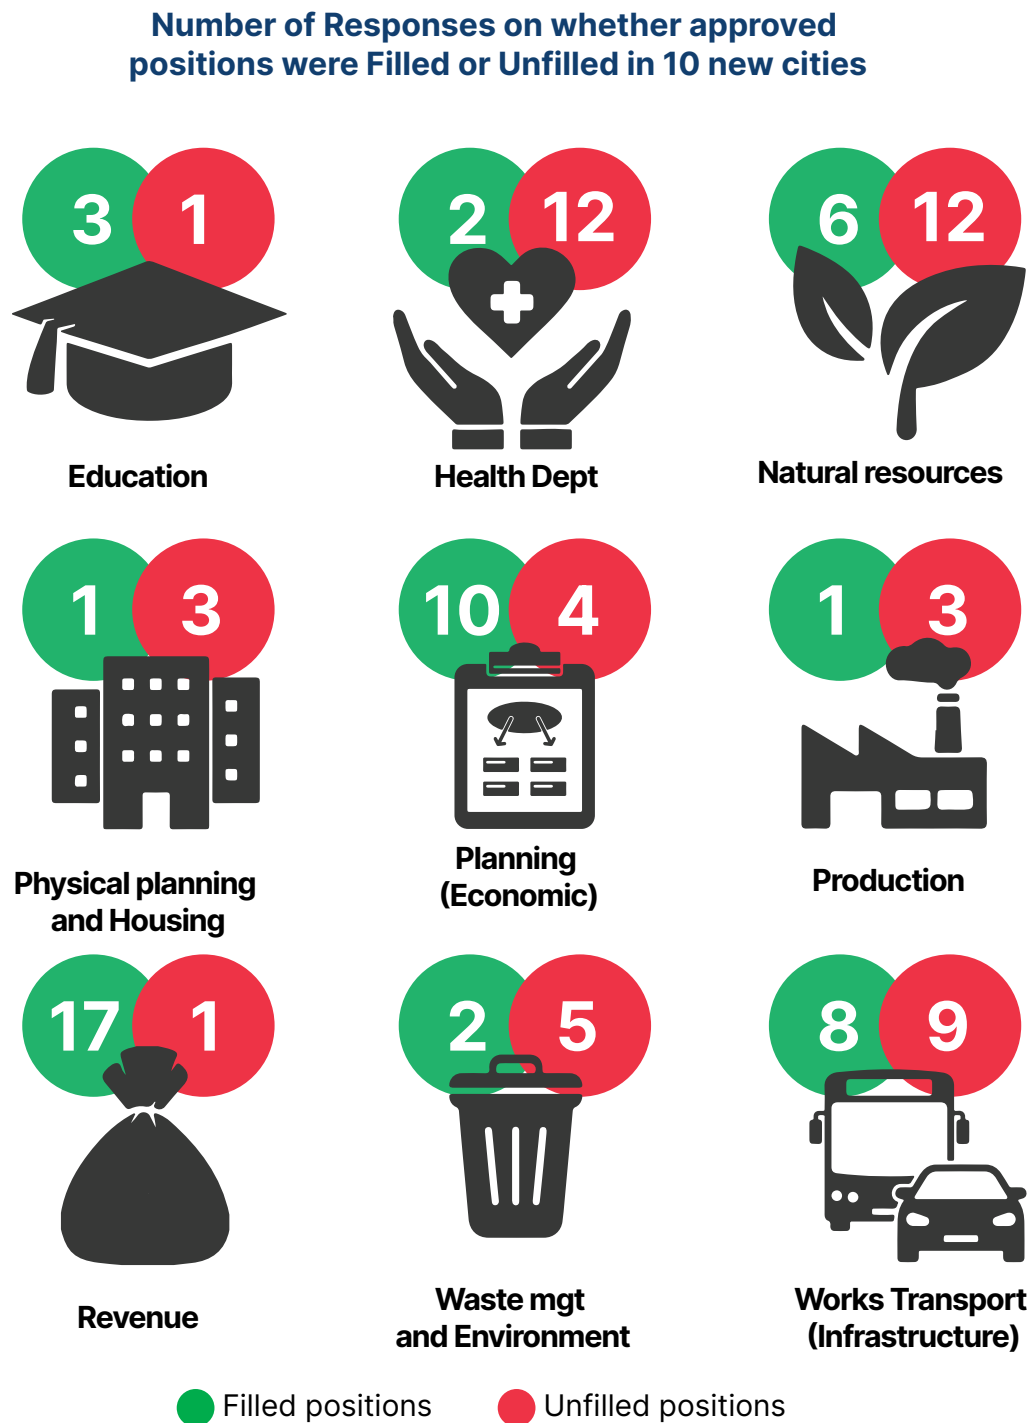 Number of Responses on whether approved
positions were Filled or Unfilled in 10 new cities
3 1
2 12
6 12
Education
Health Dept
Natural resources
1 3
10 4
1 3
Physical planning
and Housing
Planning
(Economic)
Production
17 1
2 5
8 9
Revenue
Waste mgt
and Environment
Works Transport
(Infrastructure)
Filled positions
Unfilled positions